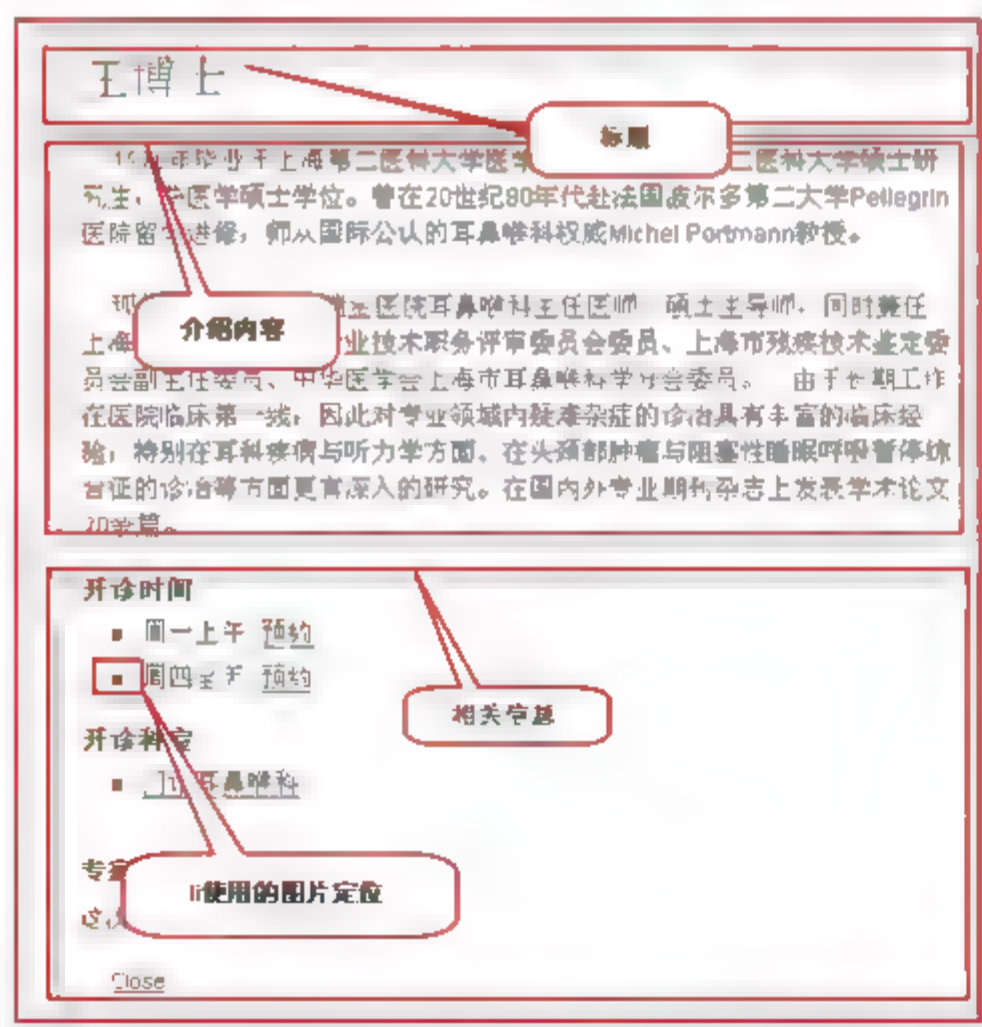 王博士
标题
年毕业于上海第二医科大学医学 二医科大学硕士研
究生，医学硕士学位。曾在20世纪80年代赴法国波尔多第二大学Pellegrin
医院留学进修，师从国际公认的耳鼻喉科权威Michel Portmann教授。
现 医院耳鼻喉科主任医师 硕士生导师，同时兼任
介绍内容
上海 业技术职务评审委员会委员、上海市残疾技术鉴定委
员会副主任委员、中华医学会上海市耳鼻喉科学分会委员。 由于长期工作
在医院临床第一线，因此对专业领域内疑难杂症的诊治具有丰富的临床经
验，特别在耳科疾病与听力学方面、在头颈部肿瘤与阻塞性睡眠呼吸暂停综
合征的诊治等方面更有深入的研究。在国内外专业期刊杂志上发表学术论文
余篇。
开诊时间
周一上午 预约
周四全天 预约
相关信息
开诊科室
耳鼻喉科
专家
li使用的图片定位
Close